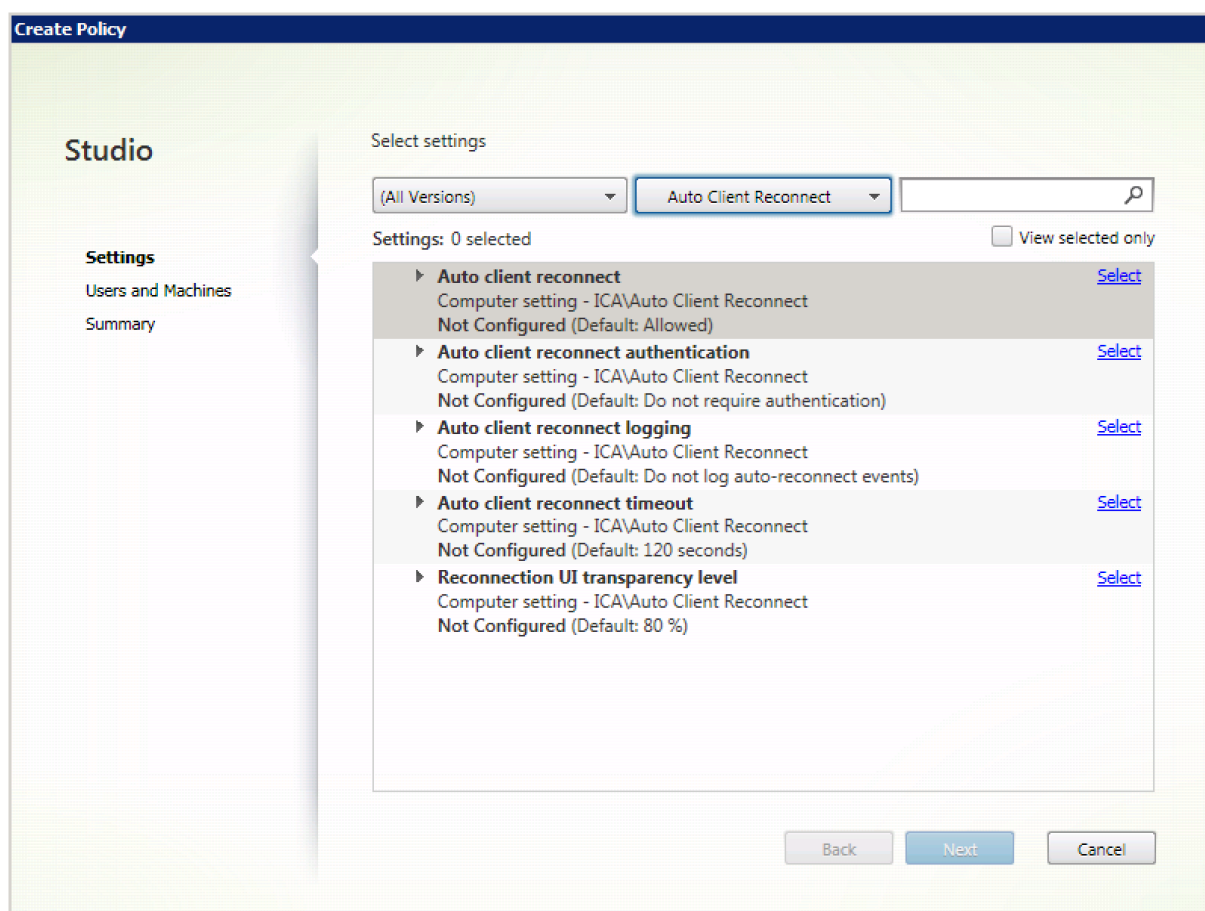 Create Policy
Studio
Settings
Users and Machines
Summary
Select settings
(All Versions)
Auto Client Reconnect
Settings: 0 selected
View selected only
Auto client reconnect
Select
Computer setting - ICA\Auto Client Reconnect
Not Configured (Default: Allowed)
Auto client reconnect authentication
Select
Computer setting - ICA\Auto Client Reconnect
Not Configured (Default: Do not require authentication)
Auto client reconnect logging
Select
Computer setting - ICA\Auto Client Reconnect
Not Configured (Default: Do not log auto-reconnect events)
Auto client reconnect timeout
Select
Computer setting - ICA\Auto Client Reconnect
Not Configured (Default: 120 seconds)
Reconnection UI transparency level
Select
Computer setting - ICA\Auto Client Reconnect
Not Configured (Default: 80 %)
Back
Next
Cancel